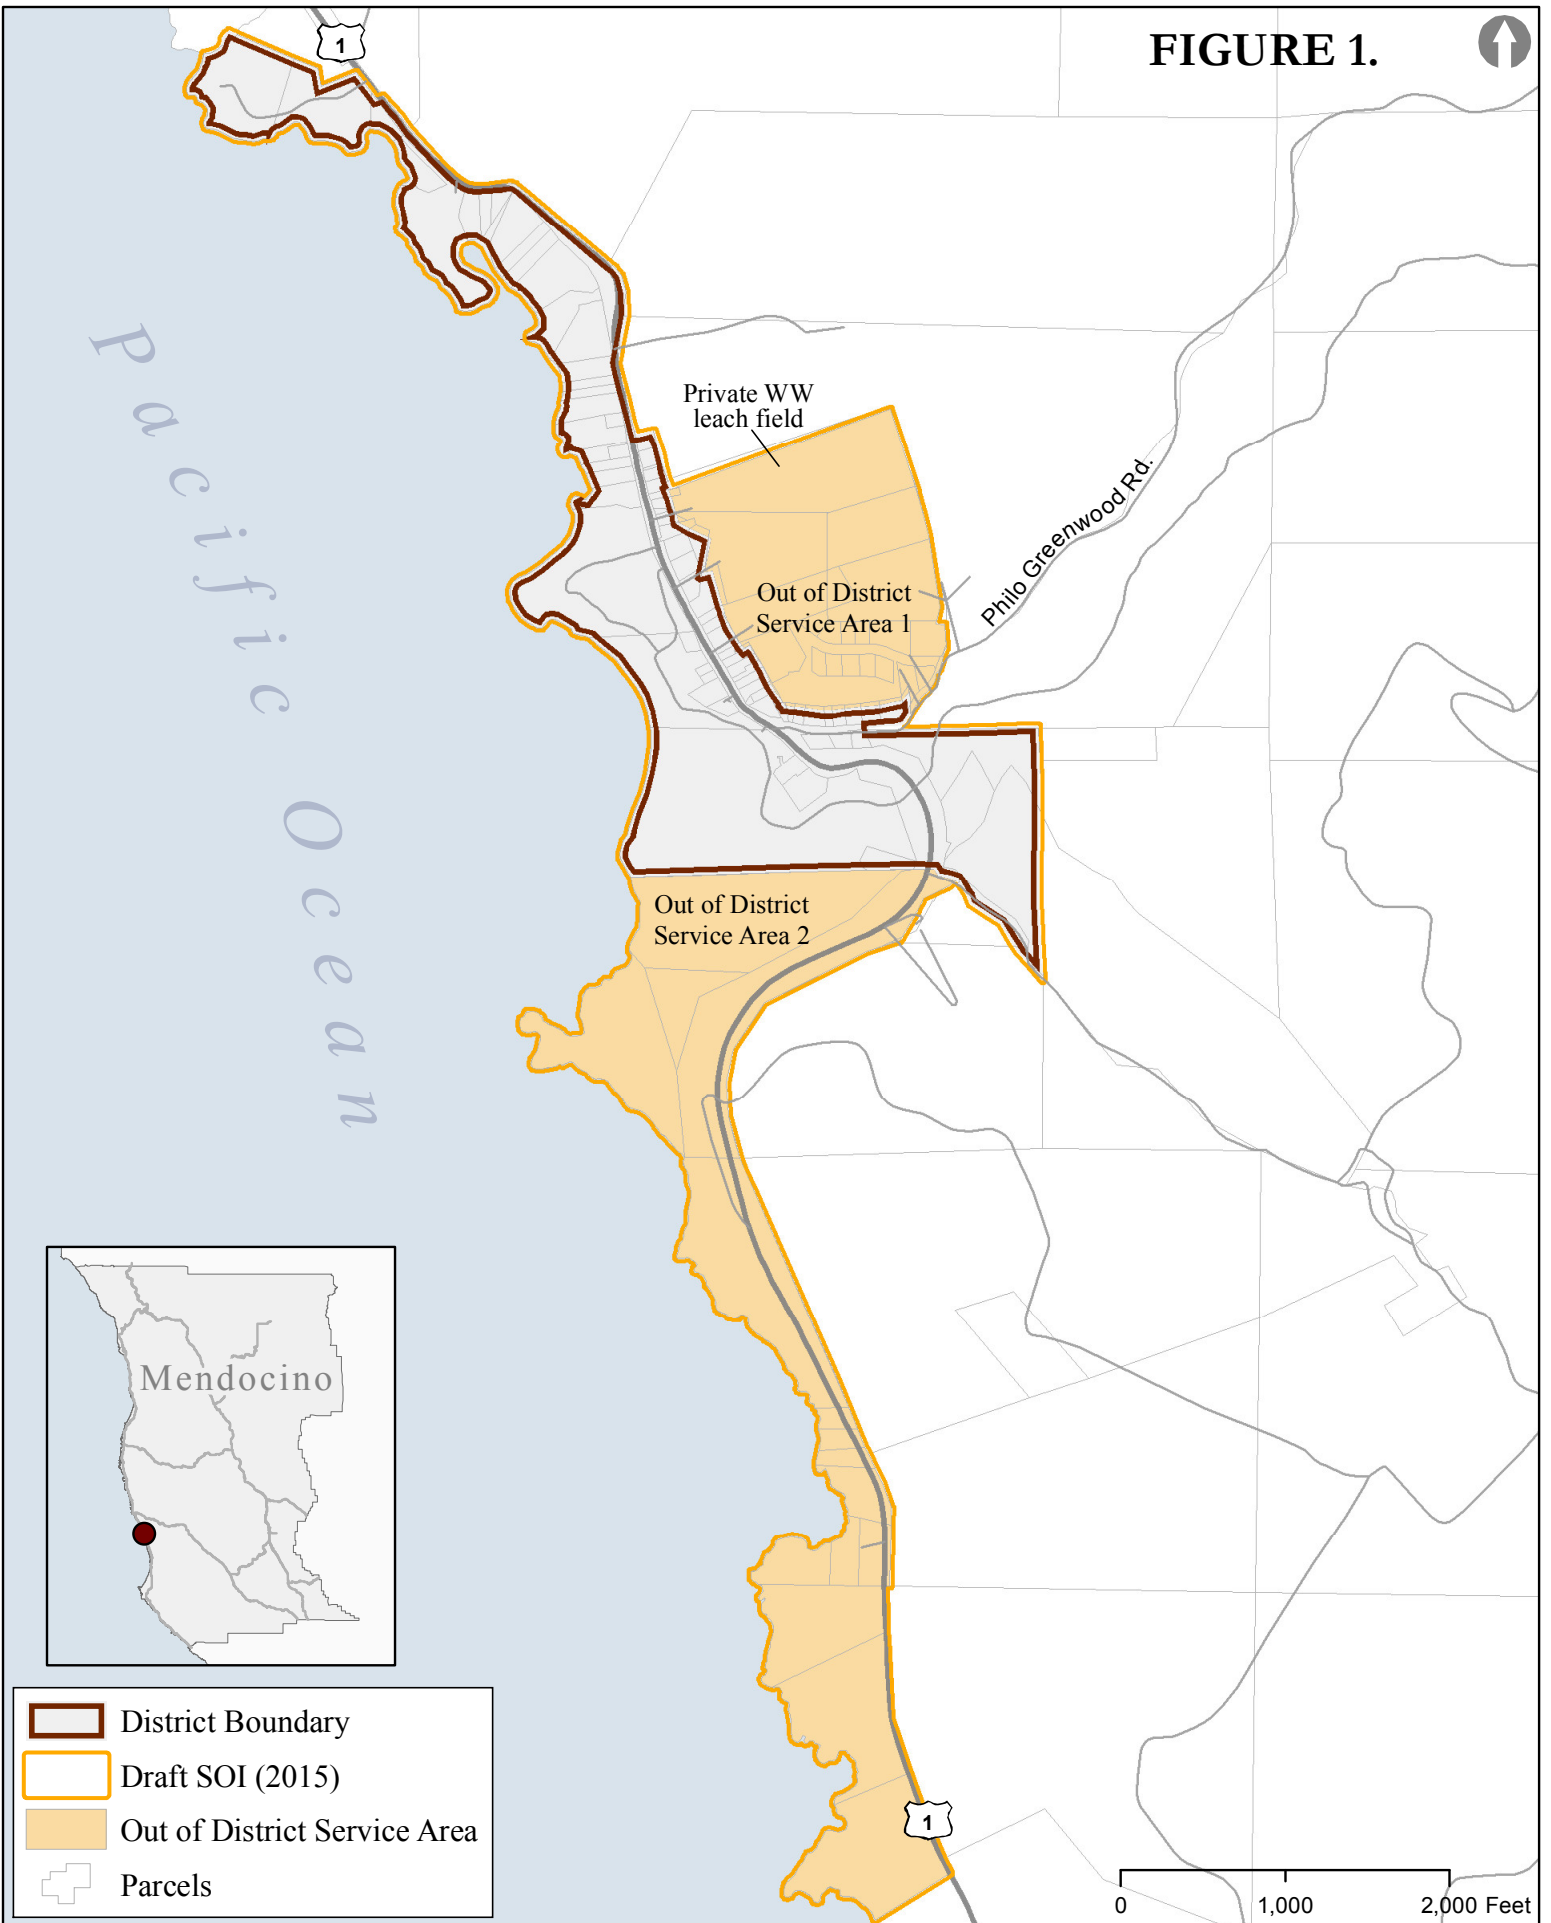 FIGURE 1.
1
Private WW
leach field
Philo Greenwood Rd.
Out of District
Service Area 1
Pacific Ocean
Out of District
Service Area 2
Mendocino
District Boundary
Draft SOI (2015)
Out of District Service Area
Parcels
1
0 1,000 2,000 Feet